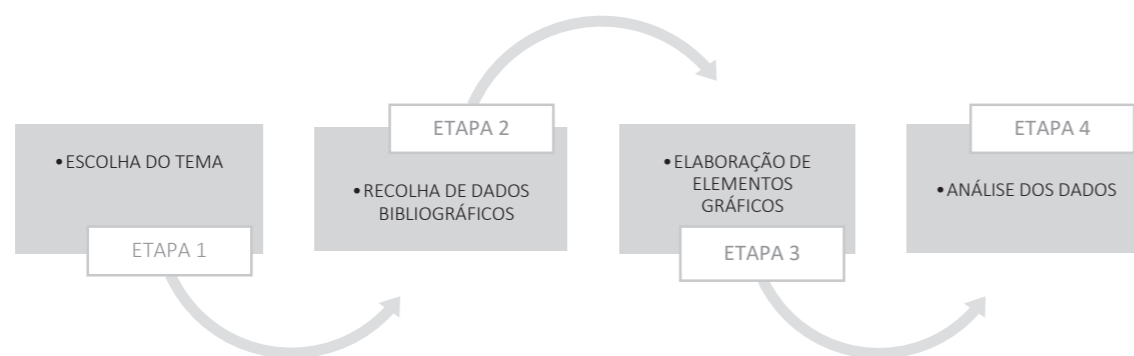 • ESCOLHA DO TEMA
ETAPA 1
ETAPA 2
• RECOLHA DE DADOS
BIBLIOGRÁFICOS
• ELABORAÇÃO DE
ELEMENTOS
GRÁFICOS
ETAPA 3
ETAPA 4
• ANÁLISE DOS DADOS